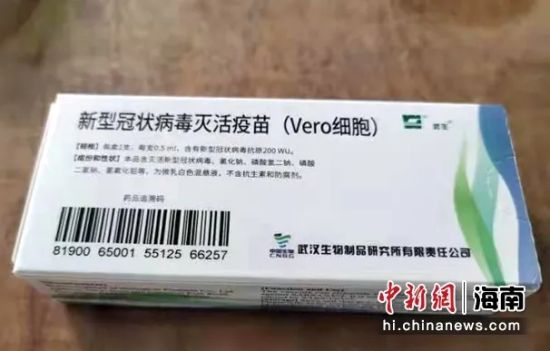 新型冠状病毒灭活疫苗（Vero细胞）
武生
【规格】每盒1支，每支0.5 ml，含有新型冠状病毒抗原200 WU。
【成份和性状】本品含灭活新型冠状病毒、氯化钠、磷酸氢二钠、磷酸
二氢钠、氢氧化铝等，为微乳白色混悬液，不含抗生素和防腐剂。
药品追溯码
81900 65001 55125 66257
中国生物
CNBG
武汉生物制品研究所有限责任公司
中新網 海南
hi.chinanews.com